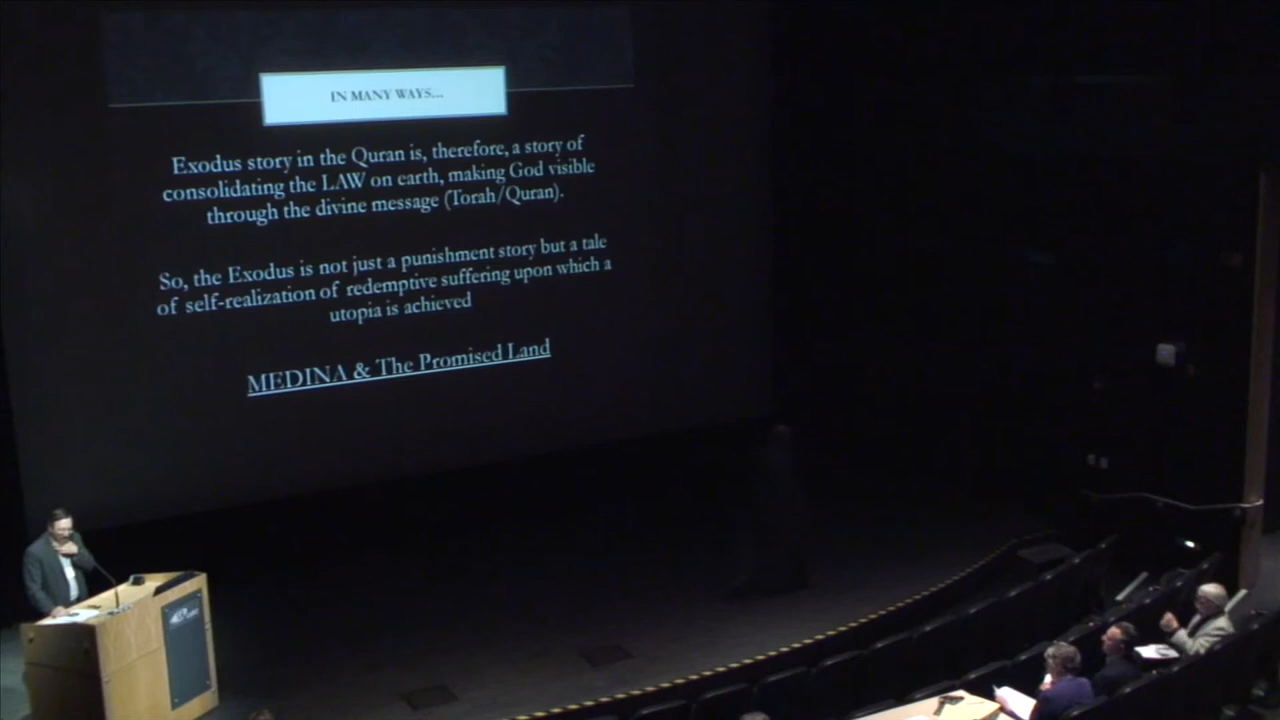 IN MANY WAYS...
Exodus story in the Quran is, therefore, a story of
consolidating the LAW on earth, making God visible
through the divine message (Torah/Quran).
So, the Exodus is not just a punishment story but a tale
of self-realization of redemptive suffering upon which a
utopia is achieved
MEDINA & The Promised Land